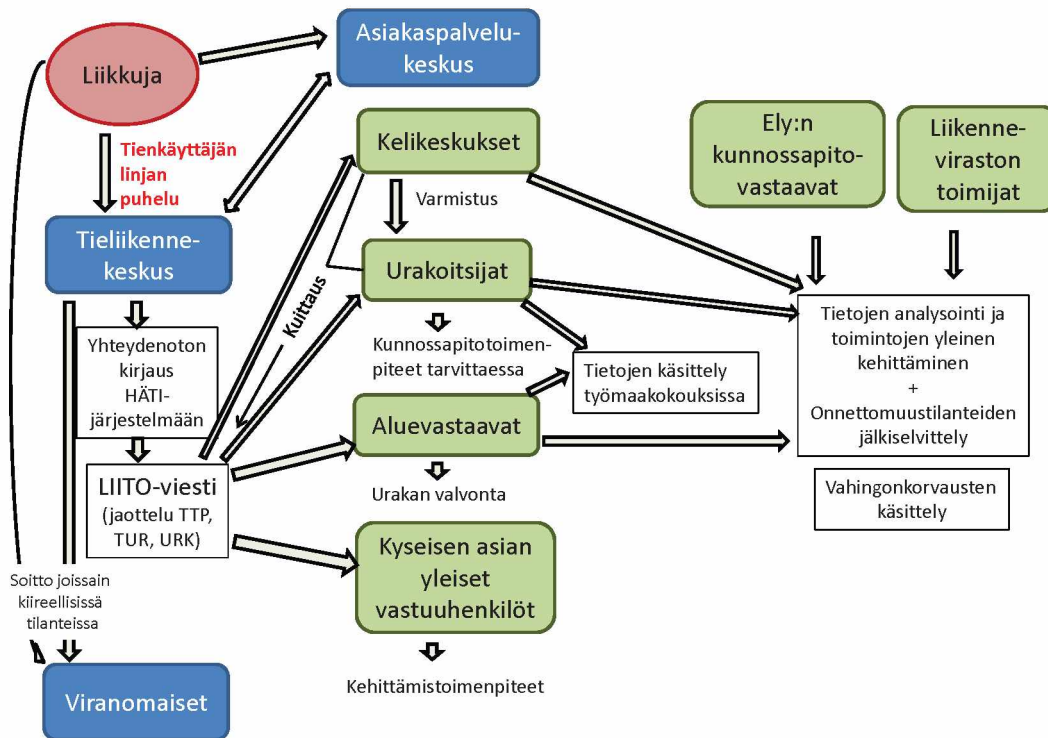 Liikkuja
Asiakaspalvelu-
keskus
Tienkäyttäjän
linjan
puhelu
Kelikeskukset
Ely:n
kunnossapito-
vastaavat
Liikenne-
viraston
toimijat
Varmistus
Tieliikenne-
keskus
Urakoitsijat
Kuittaus
Yhteydenoton
kirjaus
HÄTI-
järjestelmään
Kunnossapitotoimen-
piteet tarvittaessa
Tietojen käsittely
työmaakokouksissa
Tietojen analysointi ja
toimintojen yleinen
kehittäminen
+
Onnettomuustilanteiden
jälkiselvittely
Aluevastaavat
LIITO-viesti
(jaottelu TTP,
TUR, URK)
Urakan valvonta
Vahingonkorvausten
käsittely
Kyseisen asian
yleiset
vastuuhenkilöt
Soitto joissain
kiireellisissä
tilanteissa
Viranomaiset
Kehittämistoimenpiteet